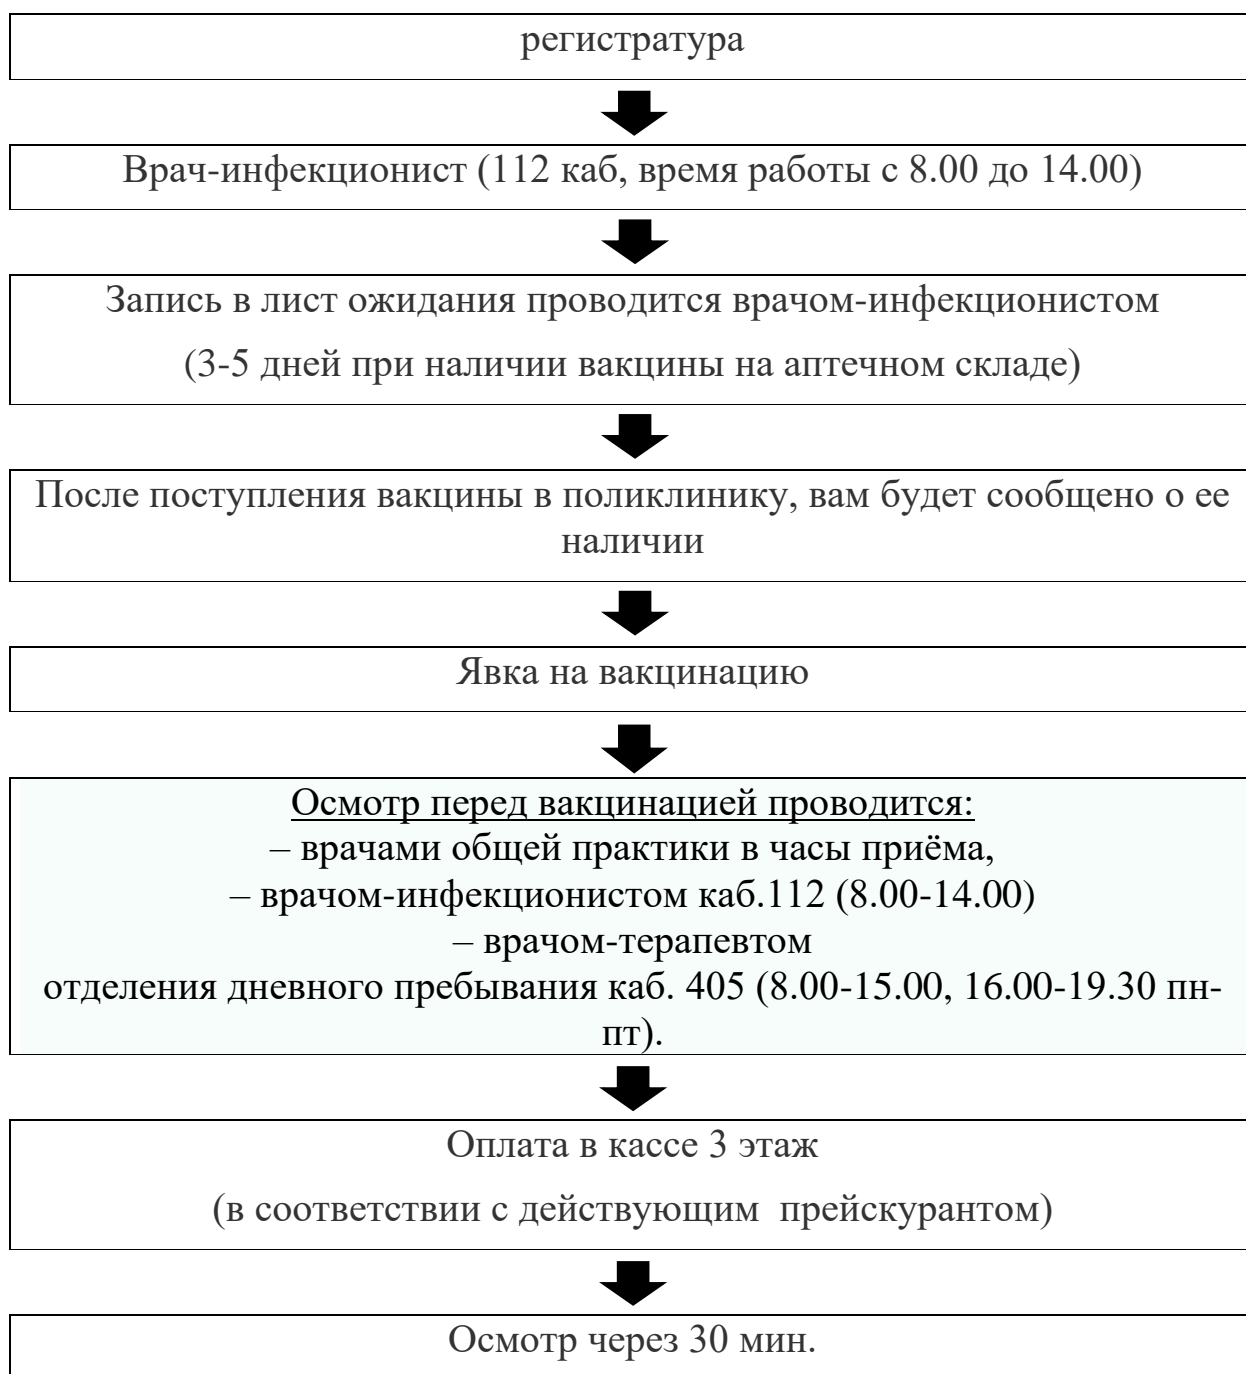 регистратура
Врач-инфекционист (112 каб, время работы с 8.00 до 14.00)
Запись в лист ожидания проводится врачом-инфекционистом
(3-5 дней при наличии вакцины на аптечном складе)
После поступления вакцины в поликлинику, вам будет сообщено о ее
наличии
Явка на вакцинацию
Осмотр перед вакцинацией проводится:
– врачами общей практики в часы приёма,
– врачом-инфекционистом каб.112 (8.00-14.00)
– врачом-терапевтом
отделения дневного пребывания каб. 405 (8.00-15.00, 16.00-19.30 пн-
пт).
Оплата в кассе 3 этаж
(в соответствии с действующим прейскурантом)
Осмотр через 30 мин.